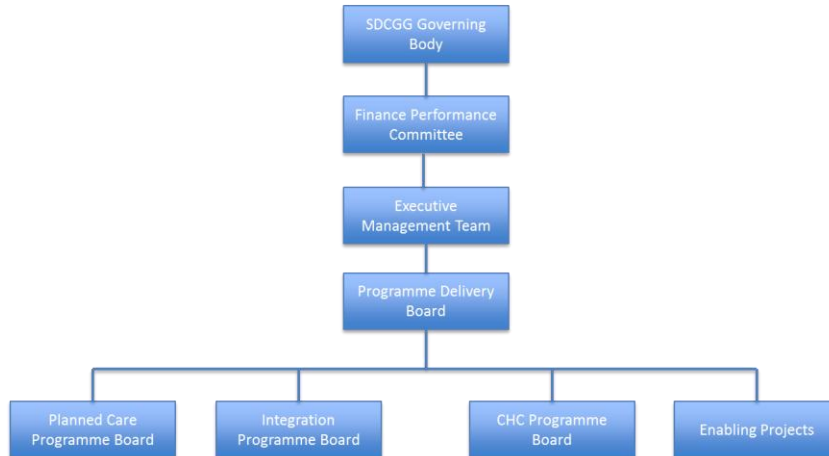 SDCGG Governing
Body
Finance Performance
Committee
Executive
Management Team
Programme Delivery
Board
Planned Care
Programme Board
Integration
Programme Board
CHC Programme
Board
Enabling Projects